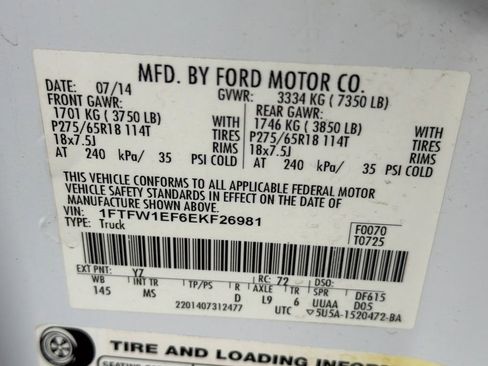 MFD. BY FORD MOTOR CO.
DATE: 07/14 GVWR: 3334 KG ( 7350 LB)
FRONT GAWR: REAR GAWR:
1701 KG ( 3750 LB) WITH 1746 KG ( 3850 LB) WITH
P275/65R18 114T TIRES P275/65R18 114T TIRES
18x7.5J RIMS 18x7.5J RIMS
AT 240 kPa/ 35 PSI COLD AT 240 kPa/ 35 PSI COLD
THIS VEHICLE CONFORMS TO ALL APPLICABLE FEDERAL MOTOR
VEHICLE SAFETY STANDARDS IN EFFECT ON THE DATE OF
MANUFACTURE SHOWN ABOVE.
VIN: 1FTFW1EF6EKF26981 F0070
TYPE: Truck T0725
EXT PNT: YZ RC: 72 DSO:
WB INT TR TP/PS R AXLE TR SPR DF615
145 MS D L9 6 UUAA D05
2201407312477 UTC ▽5U5A-1520472-BA
TIRE AND LOADING INFOR